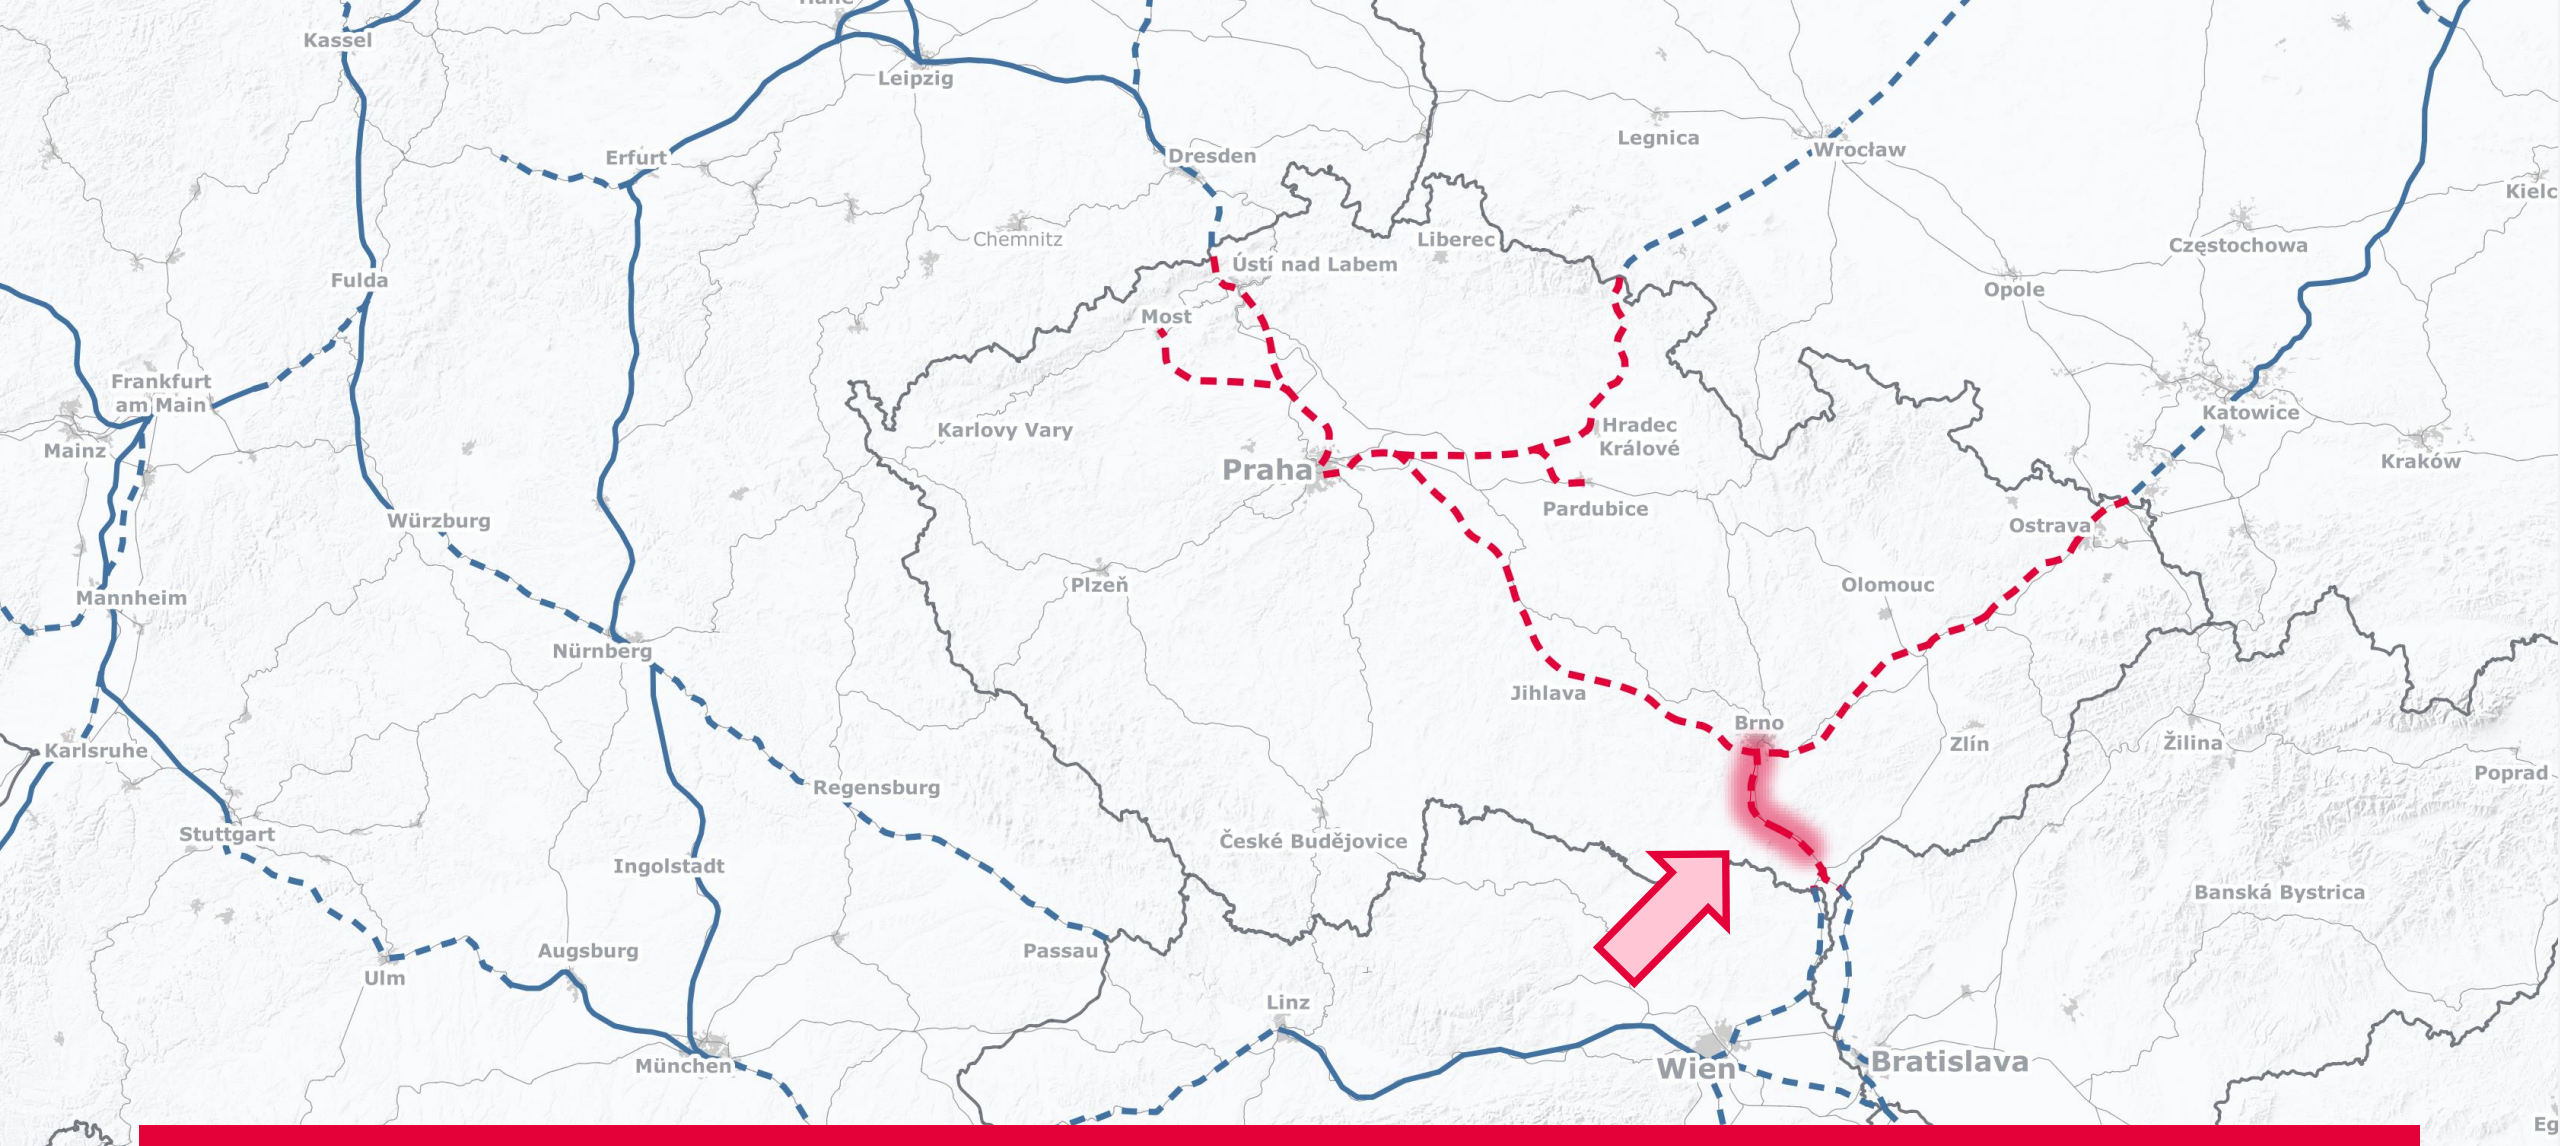 Halle
Kassel
Leipzig
Erfurt
Dresden
Legnica
Wrocław
Kielc
Chemnitz
Liberec
Częstochowa
Ústí nad Labem
Fulda
Opole
Most
Frankfurt
am Main
Katowice
Karlovy Vary
Hradec
Králové
Mainz
Praha
Kraków
Pardubice
Würzburg
Ostrava
Plzeň
Olomouc
Mannheim
Nürnberg
Jihlava
Brno
Karlsruhe
Zlín
Žilina
Poprad
Regensburg
Stuttgart
České Budějovice
Ingolstadt
Banská Bystrica
Augsburg
Passau
Ulm
Linz
München
Wien
Bratislava
Eg